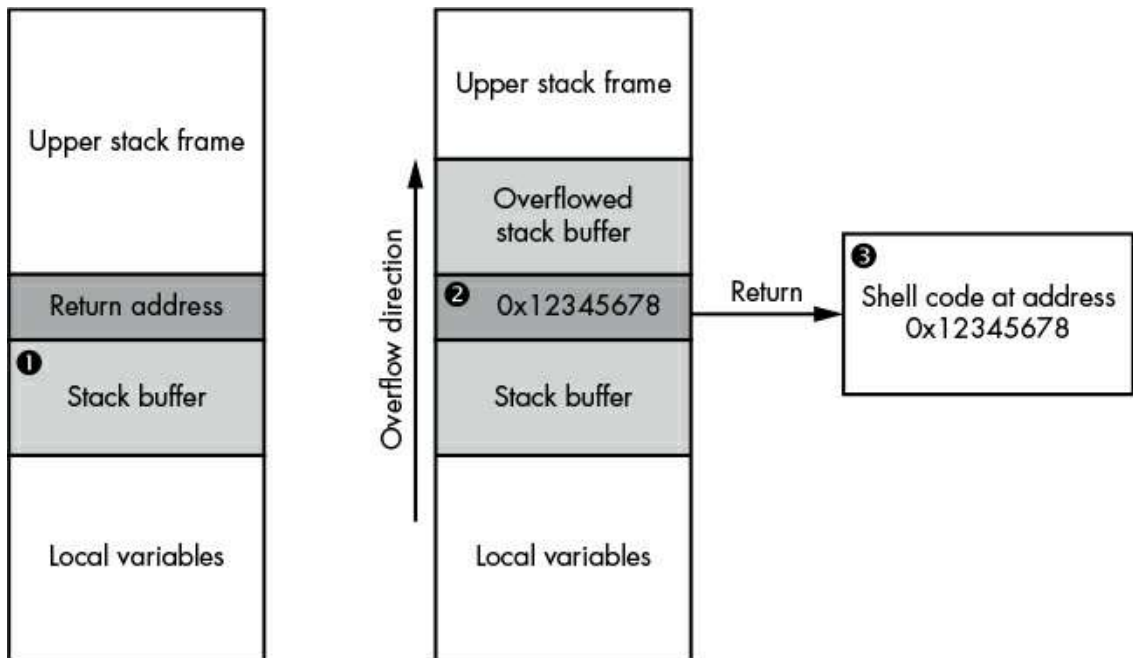 Upper stack frame
Return address
❶
Stack buffer
Local variables
Overflow direction
Upper stack frame
Overflowed
stack buffer
❷ 0x12345678
Stack buffer
Local variables
Return
❸
Shell code at address
0x12345678